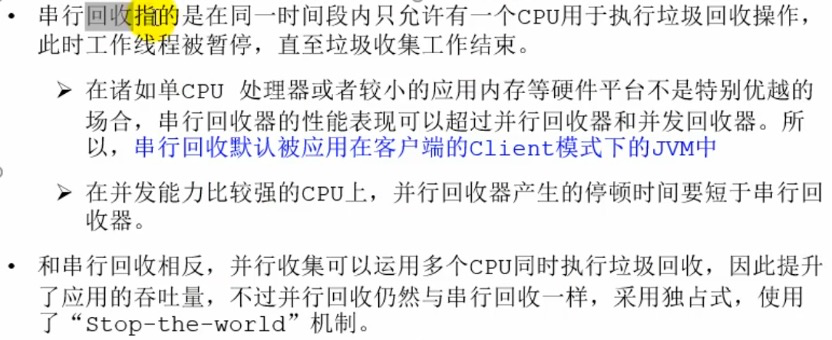 • 串行回收指的是在同一时间段内只允许有一个CPU用于执行垃圾回收操作，
此时工作线程被暂停，直至垃圾收集工作结束。
➢ 在诸如单CPU 处理器或者较小的应用内存等硬件平台不是特别优越的
场合，串行回收器的性能表现可以超过并行回收器和并发回收器。所
以，串行回收默认被应用在客户端的Client模式下的JVM中
➢ 在并发能力比较强的CPU上，并行回收器产生的停顿时间要短于串行回
收器。
• 和串行回收相反，并行收集可以运用多个CPU同时执行垃圾回收，因此提升
了应用的吞吐量，不过并行回收仍然与串行回收一样，采用独占式，使用
了“Stop-the-world”机制。